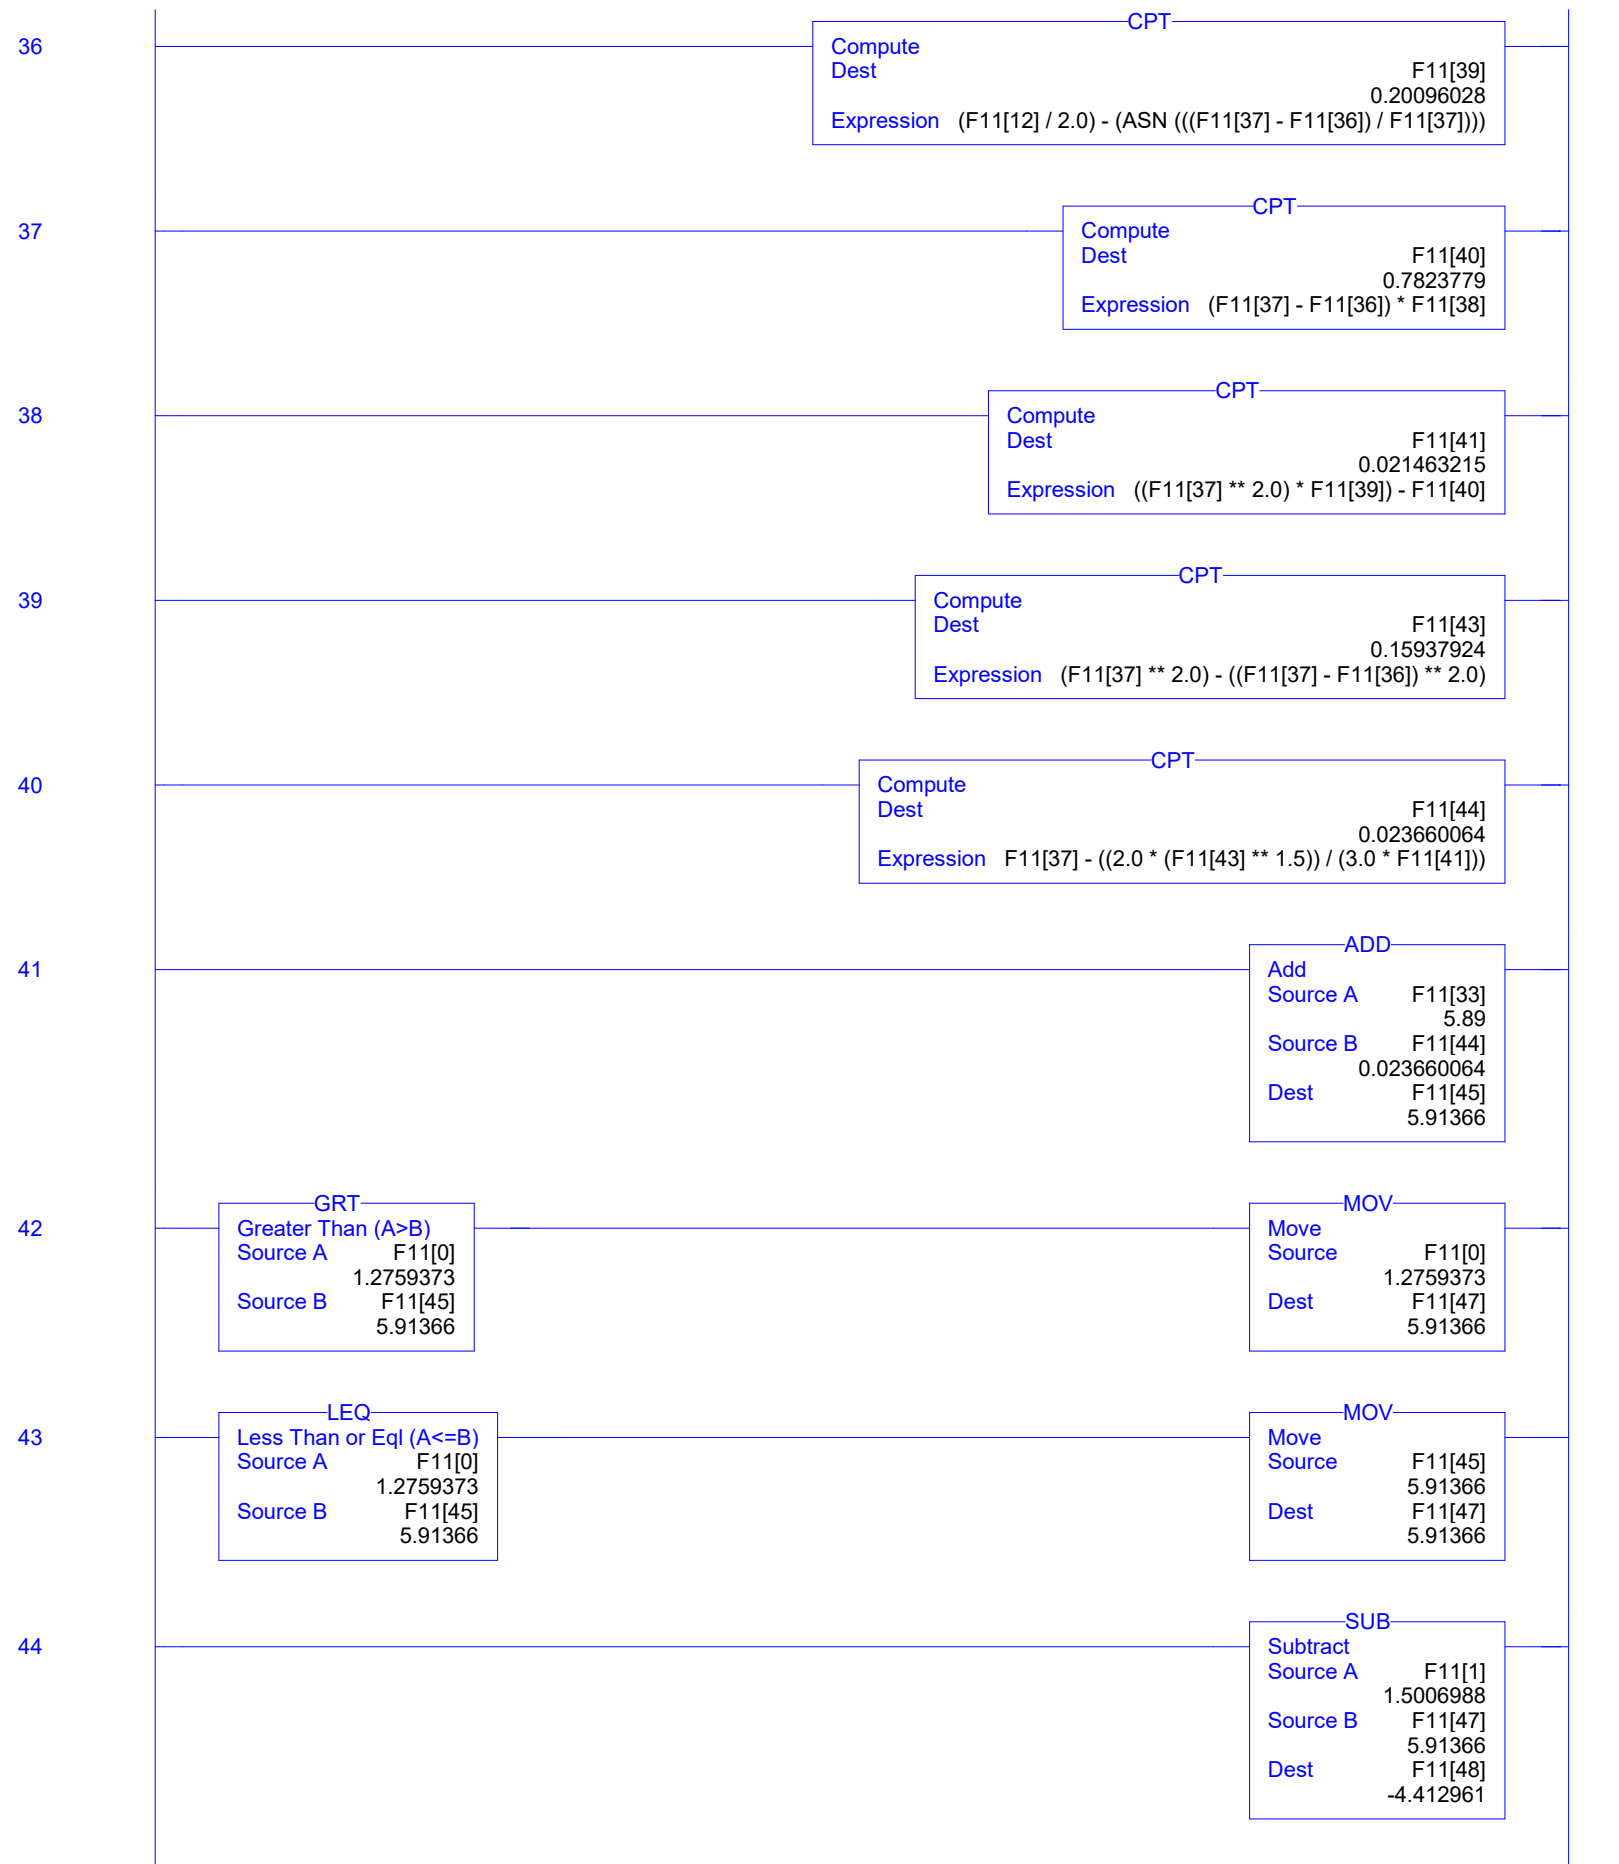 36
CPT
Compute
Dest F11[39]
0.20096028
Expression (F11[12] / 2.0) - (ASN (((F11[37] - F11[36]) / F11[37])))
37
CPT
Compute
Dest F11[40]
0.7823779
Expression (F11[37] - F11[36]) * F11[38]
38
CPT
Compute
Dest F11[41]
0.021463215
Expression ((F11[37] ** 2.0) * F11[39]) - F11[40]
39
CPT
Compute
Dest F11[43]
0.15937924
Expression (F11[37] ** 2.0) - ((F11[37] - F11[36]) ** 2.0)
40
CPT
Compute
Dest F11[44]
0.023660064
Expression F11[37] - ((2.0 * (F11[43] ** 1.5)) / (3.0 * F11[41]))
41
ADD
Add
Source A F11[33]
5.89
Source B F11[44]
0.023660064
Dest F11[45]
5.91366
42
GRT
Greater Than (A>B)
Source A F11[0]
1.2759373
Source B F11[45]
5.91366
MOV
Move
Source F11[0]
1.2759373
Dest F11[47]
5.91366
43
LEQ
Less Than or Eql (A<=B)
Source A F11[0]
1.2759373
Source B F11[45]
5.91366
MOV
Move
Source F11[45]
5.91366
Dest F11[47]
5.91366
44
SUB
Subtract
Source A F11[1]
1.5006988
Source B F11[47]
5.91366
Dest F11[48]
-4.412961